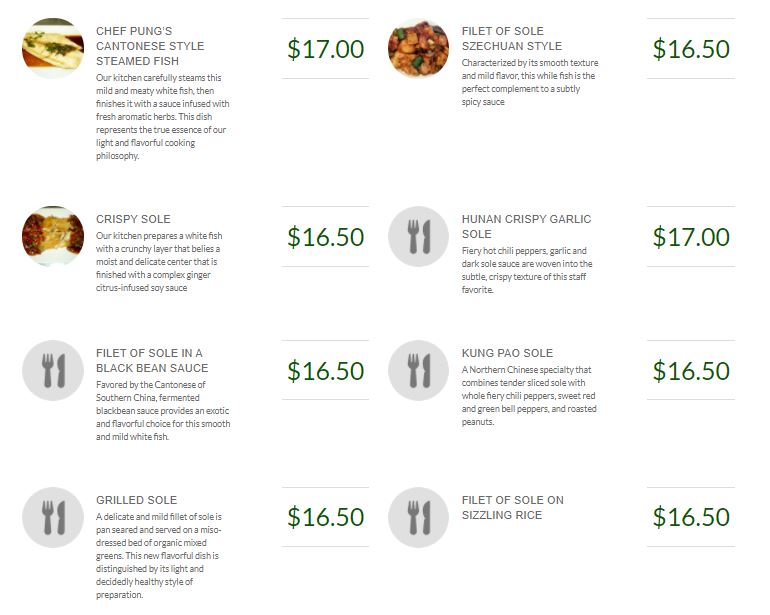 CHEF PUNG'S
CANTONESE STYLE
STEAMED FISH
$17.00
Our kitchen carefully steams this
mild and meaty white fish, then
finishes it with a sauce infused with
fresh aromatic herbs. This dish
represents the true essence of our
light and flavorful cooking
philosophy.
FILET OF SOLE
SZECHUAN STYLE
$16.50
Characterized by its smooth texture
and mild flavor, this while fish is the
perfect complement to a subtly
spicy sauce
CRISPY SOLE
$16.50
Our kitchen prepares a white fish
with a crunchy layer that belies a
moist and delicate center that is
finished with a complex ginger
citrus-infused soy sauce
HUNAN CRISPY GARLIC
SOLE
$17.00
Fiery hot chili peppers, garlic and
dark sole sauce are woven into the
subtle, crispy texture of this staff
favorite.
FILET OF SOLE IN A
BLACK BEAN SAUCE
$16.50
Favored by the Cantonese of
Southern China, fermented
blackbean sauce provides an exotic
and flavorful choice for this smooth
and mild white fish.
KUNG PAO SOLE
$16.50
A Northern Chinese specialty that
combines tender sliced sole with
whole fiery chili peppers, sweet red
and green bell peppers, and roasted
peanuts.
GRILLED SOLE
$16.50
A delicate and mild fillet of sole is
pan seared and served on a miso-
dressed bed of organic mixed
greens. This new flavorful dish is
distinguished by its light and
decidedly healthy style of
preparation.
FILET OF SOLE ON
SIZZLING RICE
$16.50